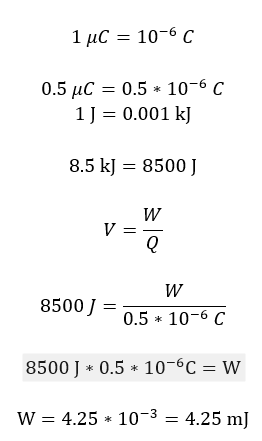 1 μC = 10⁻⁶ C
0.5 μC = 0.5 * 10⁻⁶ C
1 J = 0.001 kJ
8.5 kJ = 8500 J
V = W/Q
8500 J = W/(0.5 * 10⁻⁶ C)
8500 J * 0.5 * 10⁻⁶C = W
W = 4.25 * 10⁻³ = 4.25 mJ